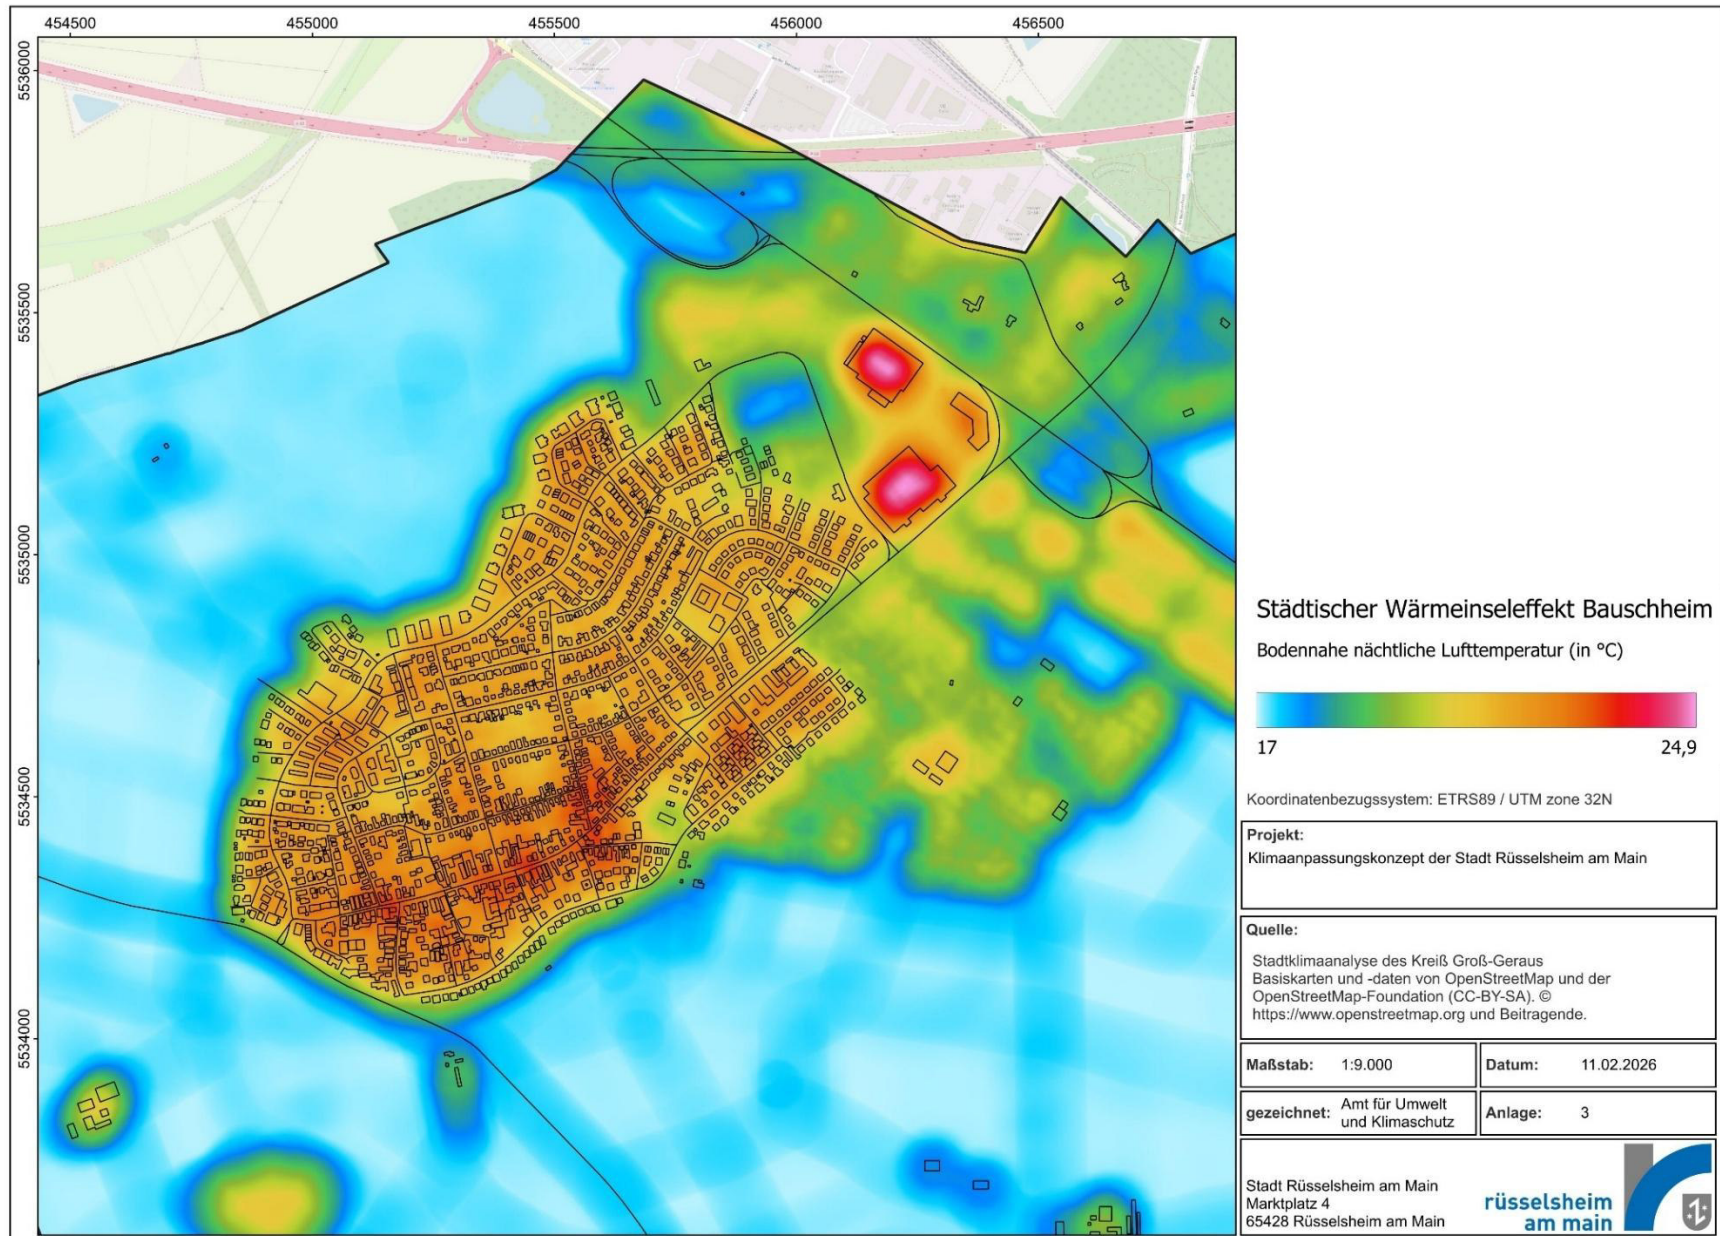 454500
455000
455500
456000
456500
5536000
5535500
5535000
5534500
5534000
Städtischer Wärmeinseleffekt Bauschheim
Bodennahe nächtliche Lufttemperatur (in °C)
17
24,9
Koordinatenbezugssystem: ETRS89 / UTM zone 32N
Projekt:
Klimaanpassungskonzept der Stadt Rüsselsheim am Main
Quelle:
Stadtklimaanalyse des Kreiß Groß-Geraus
Basiskarten und -daten von OpenStreetMap und der
OpenStreetMap-Foundation (CC-BY-SA). ©
https://www.openstreetmap.org und Beitragende.
Maßstab: 1:9.000
Datum: 11.02.2026
gezeichnet: Amt für Umwelt
und Klimaschutz
Anlage: 3
Stadt Rüsselsheim am Main
Marktplatz 4
65428 Rüsselsheim am Main
rüsselsheim
am main